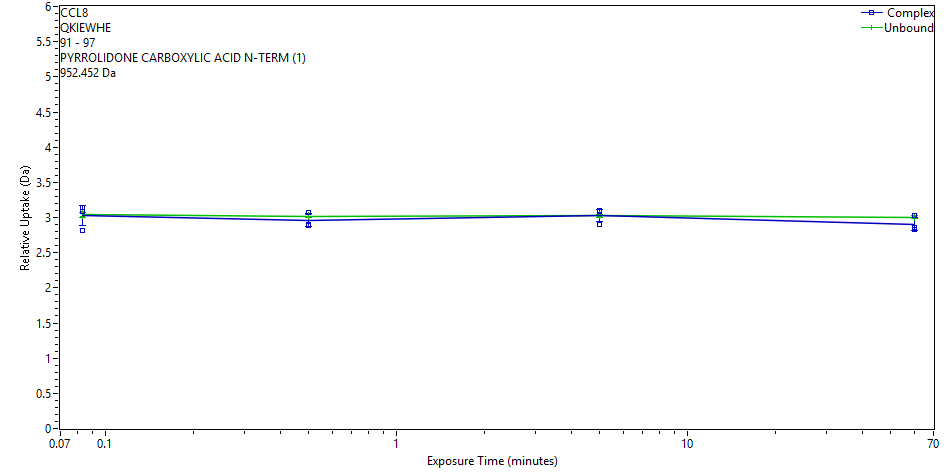 CCL8
QKIEWHE
91 - 97
PYRROLIDONE CARBOXYLIC ACID N-TERM (1)
952.452 Da
Complex
Unbound
Relative Uptake (Da)
6
5.5
5
4.5
4
3.5
3
2.5
2
1.5
1
0.5
0
0.07
0.1
1
10
70
Exposure Time (minutes)